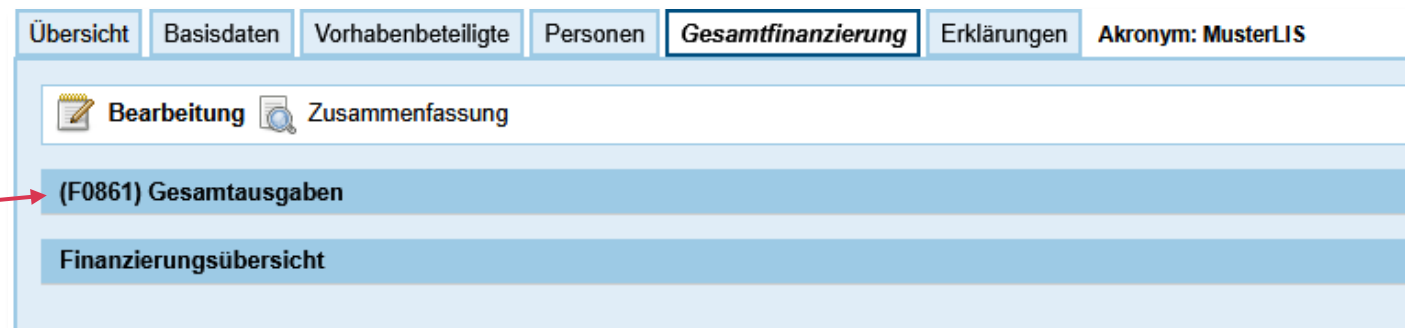 Übersicht Basisdaten Vorhabenbeteiligte Personen Gesamtfinanzierung Erklärungen Akronym: MusterLIS
Bearbeitung Zusammenfassung
(F0861) Gesamtausgaben
Finanzierungsübersicht